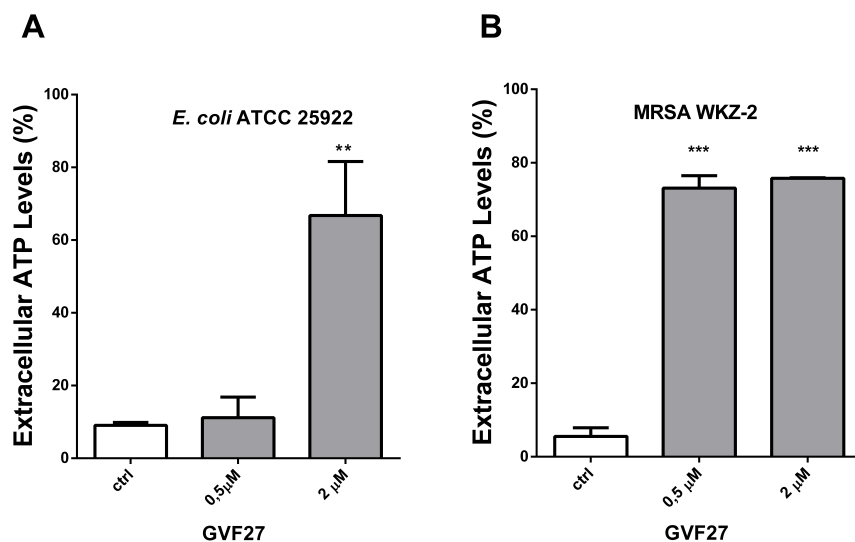 A
Extracellular ATP Levels (%)
100
80
60
40
20
0
E. coli ATCC 25922
**
ctrl
0,5μM
2 μM
GVF27
B
Extracellular ATP Levels (%)
100
80
60
40
20
0
MRSA WKZ-2
***
***
ctrl
0,5 μM
2 μM
GVF27